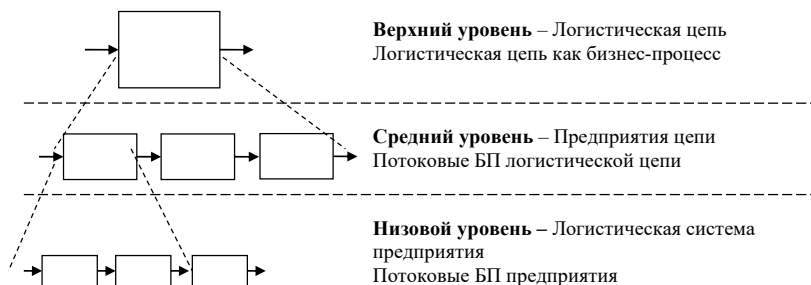 Верхний уровень – Логистическая цепь
Логистическая цепь как бизнес-процесс
Средний уровень – Предприятия цепи
Потоковые БП логистической цепи
Низовой уровень – Логистическая система
предприятия
Потоковые БП предприятия